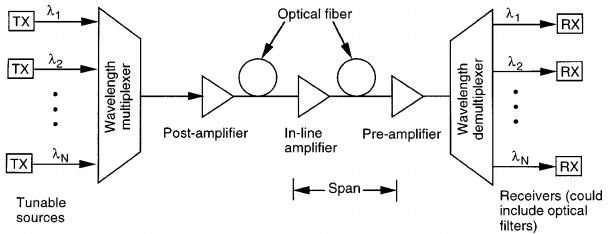 Optical fiber
TX λ1
TX λ2
TX λN
Wavelength
multiplexer
Post-amplifier
In-line
amplifier
Pre-amplifier
Span
Wavelength
demultiplexer
λ1 RX
λ2 RX
λN RX
Tunable
sources
Receivers (could
include optical
filters)